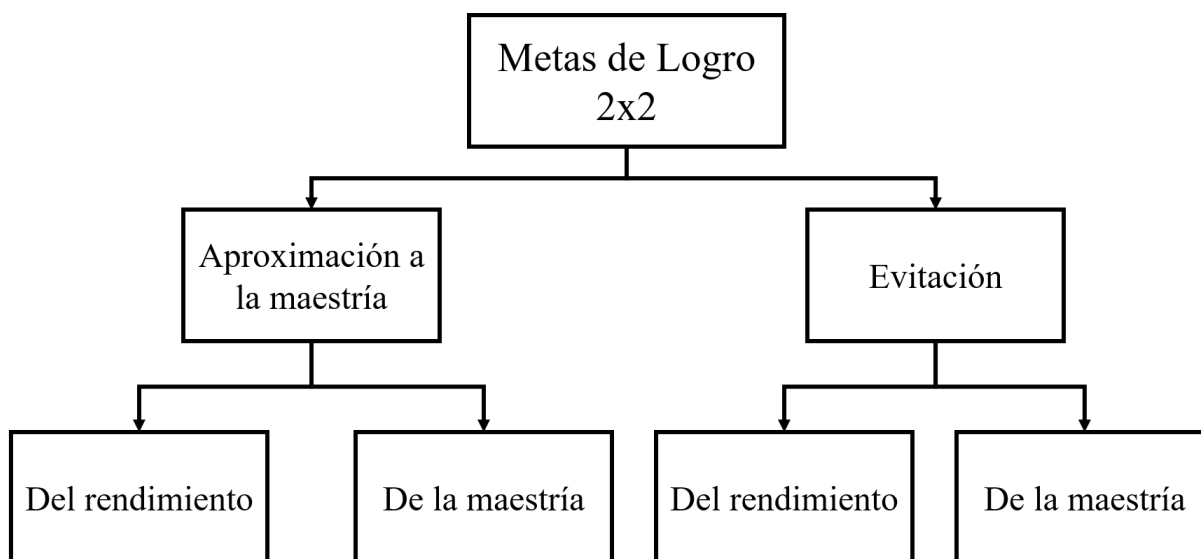 Metas de Logro
2x2
Aproximación a
la maestría
Evitación
Del rendimiento
De la maestría
Del rendimiento
De la maestría